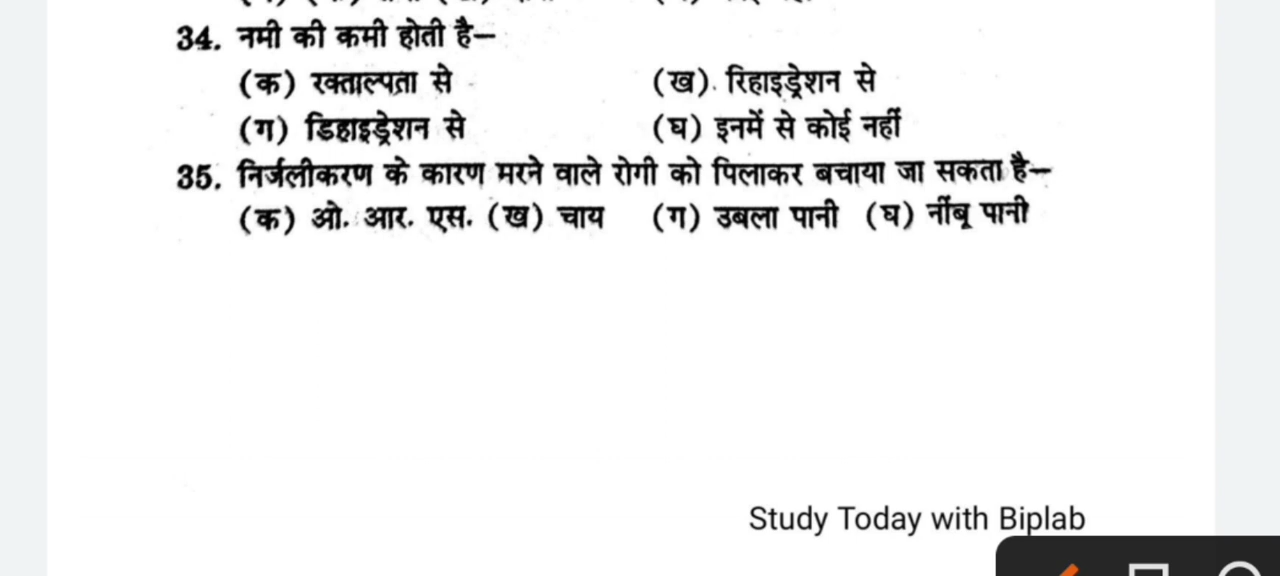 34. नमी की कमी होती है—
(क) रक्ताल्पता से (ख). रिहाइड्रेशन से
(ग) डिहाइड्रेशन से (घ) इनमें से कोई नहीं
35. निर्जलीकरण के कारण मरने वाले रोगी को पिलाकर बचाया जा सकता है—
(क) ओ. आर. एस. (ख) चाय (ग) उबला पानी (घ) नींबू पानी
Study Today with Biplab